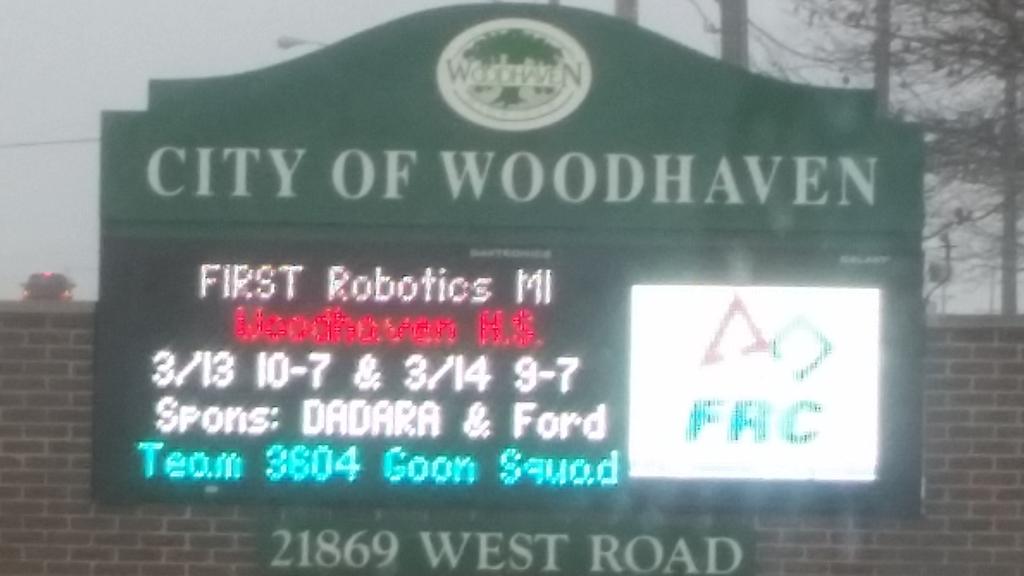 WOODHAVEN
CITY OF WOODHAVEN
FIRST Robotics MI
Woodhaven H.S.
3/13 10-7 & 3/14 9-7
Spons: DADARA & Ford
Team 3604 Goon Squad
FRC
21869 WEST ROAD